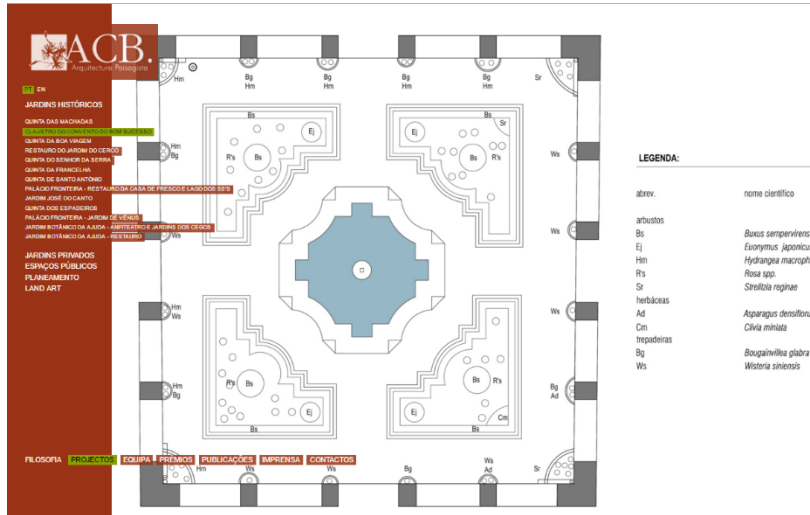 ACB.
Arquitectura Paisagista
PT EN
JARDINS HISTÓRICOS
QUINTA DAS MACHADAS
CLAUSTRO DO CONVENTO DO BOM SUCESSO
QUINTA DA BOA VIAGEM
RESTAURO DO JARDIM DO CERCO
QUINTA DO SENHOR DA SERRA
QUINTA DA FRANCELHA
QUINTA DE SANTO ANTÓNIO
PALÁCIO FRONTEIRA - RESTAURO DA CASA DE FRESCO E LAGO DOS SS'S
JARDIM JOSÉ DO CANTO
QUINTA DOS ESPADEIROS
PALÁCIO FRONTEIRA - JARDIM DE VÉNUS
JARDIM BOTÂNICO DA AJUDA - ANFITEATRO E JARDINS DOS CEGOS
JARDIM BOTÂNICO DA AJUDA - RESTAURO
JARDINS PRIVADOS
ESPAÇOS PÚBLICOS
PLANEAMENTO
LAND ART
FILOSOFIA PROJECTOS EQUIPA PRÉMIOS PUBLICAÇÕES IMPRENSA CONTACTOS
Hm
Bg Hm
Bg Hm
Bg Hm
Bg Hm
Sr
Bs
Bs
Sr
Ej
Ej
R's
Bs
Bs
R's
Hm
Bg
Ws
Ws
Ws
Hm
Ws
Ws
Hm
Bg
R's
Bs
Bs
R's
Bg
Ad
Ej
Ej
Cm
Bs
Bs
Hm
Ws
Ws
Bg
Ws
Ad
Sr
LEGENDA:
abrev. nome científico
arbustos
Bs Buxus sempervirens
Ej Euonymus japonicu
Hm Hydrangea macroph
R's Rosa spp.
Sr Strelitzia reginae
herbáceas
Ad Asparagus densifloru
Cm Clivia miniata
trepadeiras
Bg Bougainvillea glabra
Ws Wisteria siniensis